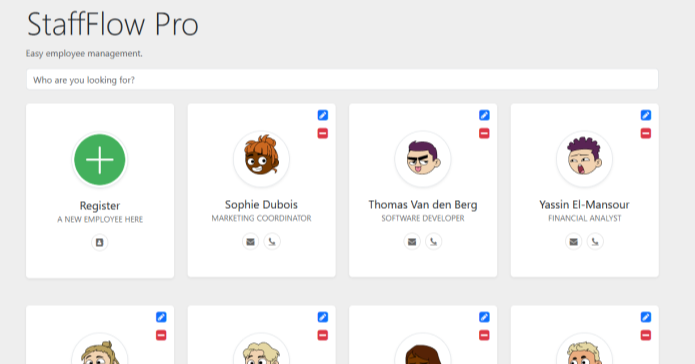 StaffFlow Pro
Easy employee management.
Who are you looking for?
Register
A NEW EMPLOYEE HERE
Sophie Dubois
MARKETING COORDINATOR
Thomas Van den Berg
SOFTWARE DEVELOPER
Yassin El-Mansour
FINANCIAL ANALYST